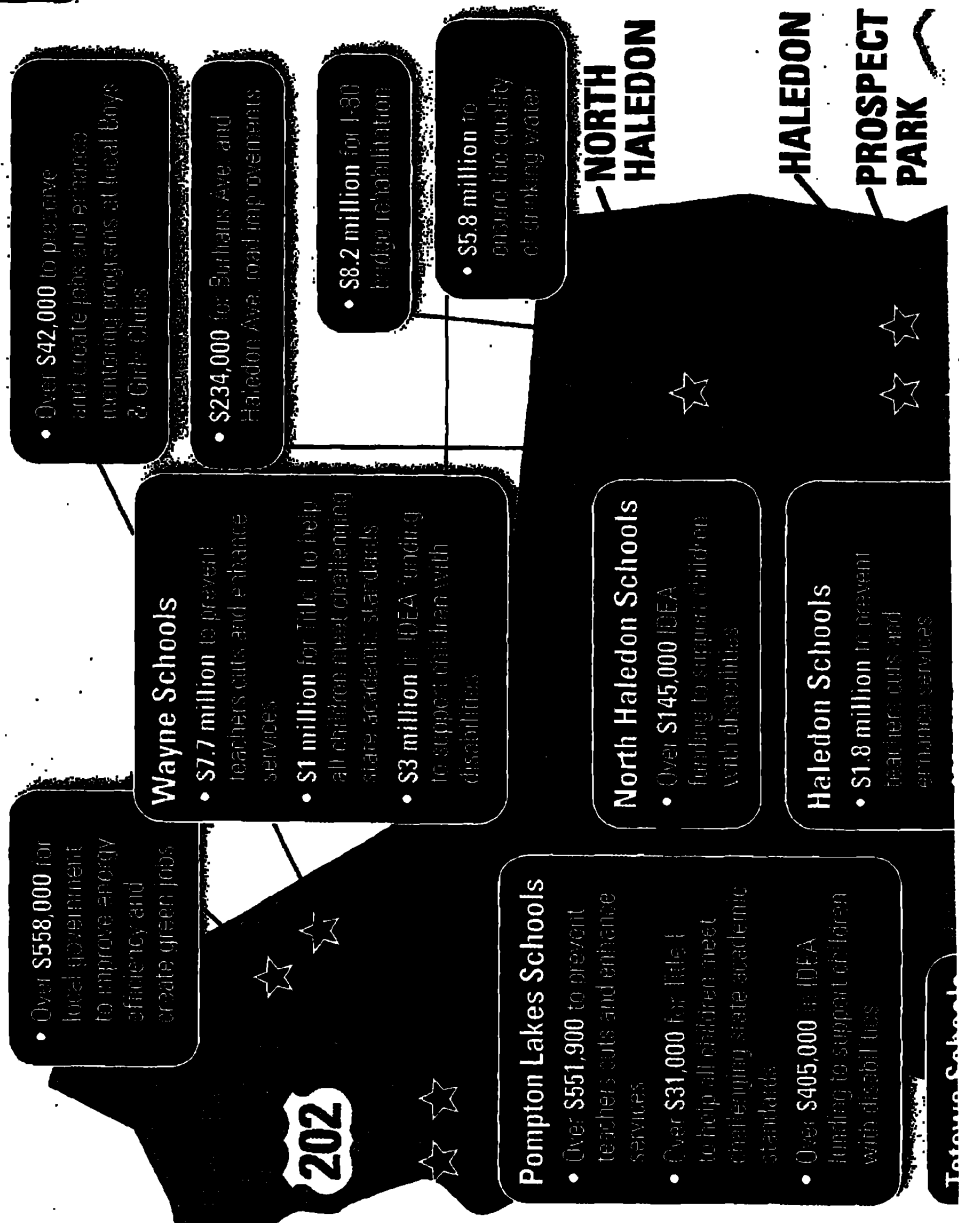 • Over $558,000 for
local government
to improve energy
efficiency and
create green jobs
• Over $42,000 to preserve
and create jobs and enhance
mentoring programs at local Boys
& Girls Clubs
• $234,000 for Burhans Ave. and
Haledon Ave. road improvements
• $8.2 million for I-80
bridge rehabilitation
• $5.8 million to
ensure the quality
of drinking water
Wayne Schools
• $7.7 million to prevent
teachers cuts and enhance
services
• $1 million for Title I to help
all children meet challenging
state academic standards
• $3 million in IDEA funding
to support children with
disabilities
202
Pompton Lakes Schools
• Over $551,900 to prevent
teacher cuts and enhance
services
• Over $31,000 for Title I
to help all children meet
challenging state academic
standards
• Over $405,000 in IDEA
funding to support children
with disabilities
North Haledon Schools
• Over $145,000 IDEA
funding to support children
with disabilities
Haledon Schools
• $1.8 million to prevent
teacher cuts and
enhance services
NORTH
HALEDON
HALEDON
PROSPECT
PARK
Totowa Schools